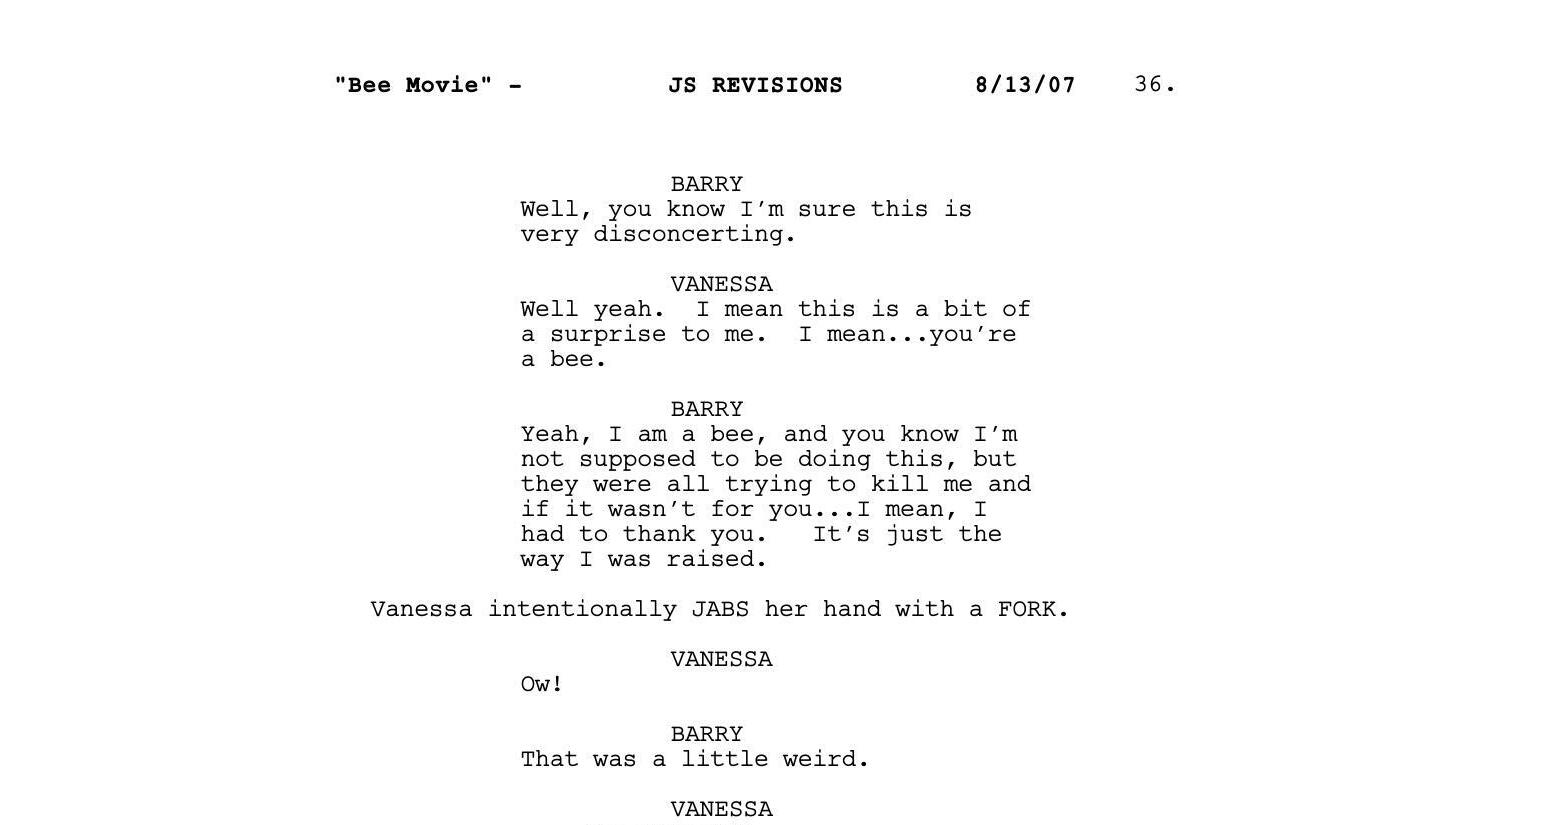 "Bee Movie" - JS REVISIONS 8/13/07 36.
BARRY
Well, you know I'm sure this is
very disconcerting.
VANESSA
Well yeah.  I mean this is a bit of
a surprise to me.  I mean...you're
a bee.
BARRY
Yeah, I am a bee, and you know I'm
not supposed to be doing this, but
they were all trying to kill me and
if it wasn't for you...I mean, I
had to thank you.   It's just the
way I was raised.
Vanessa intentionally JABS her hand with a FORK.
VANESSA
Ow!
BARRY
That was a little weird.
VANESSA